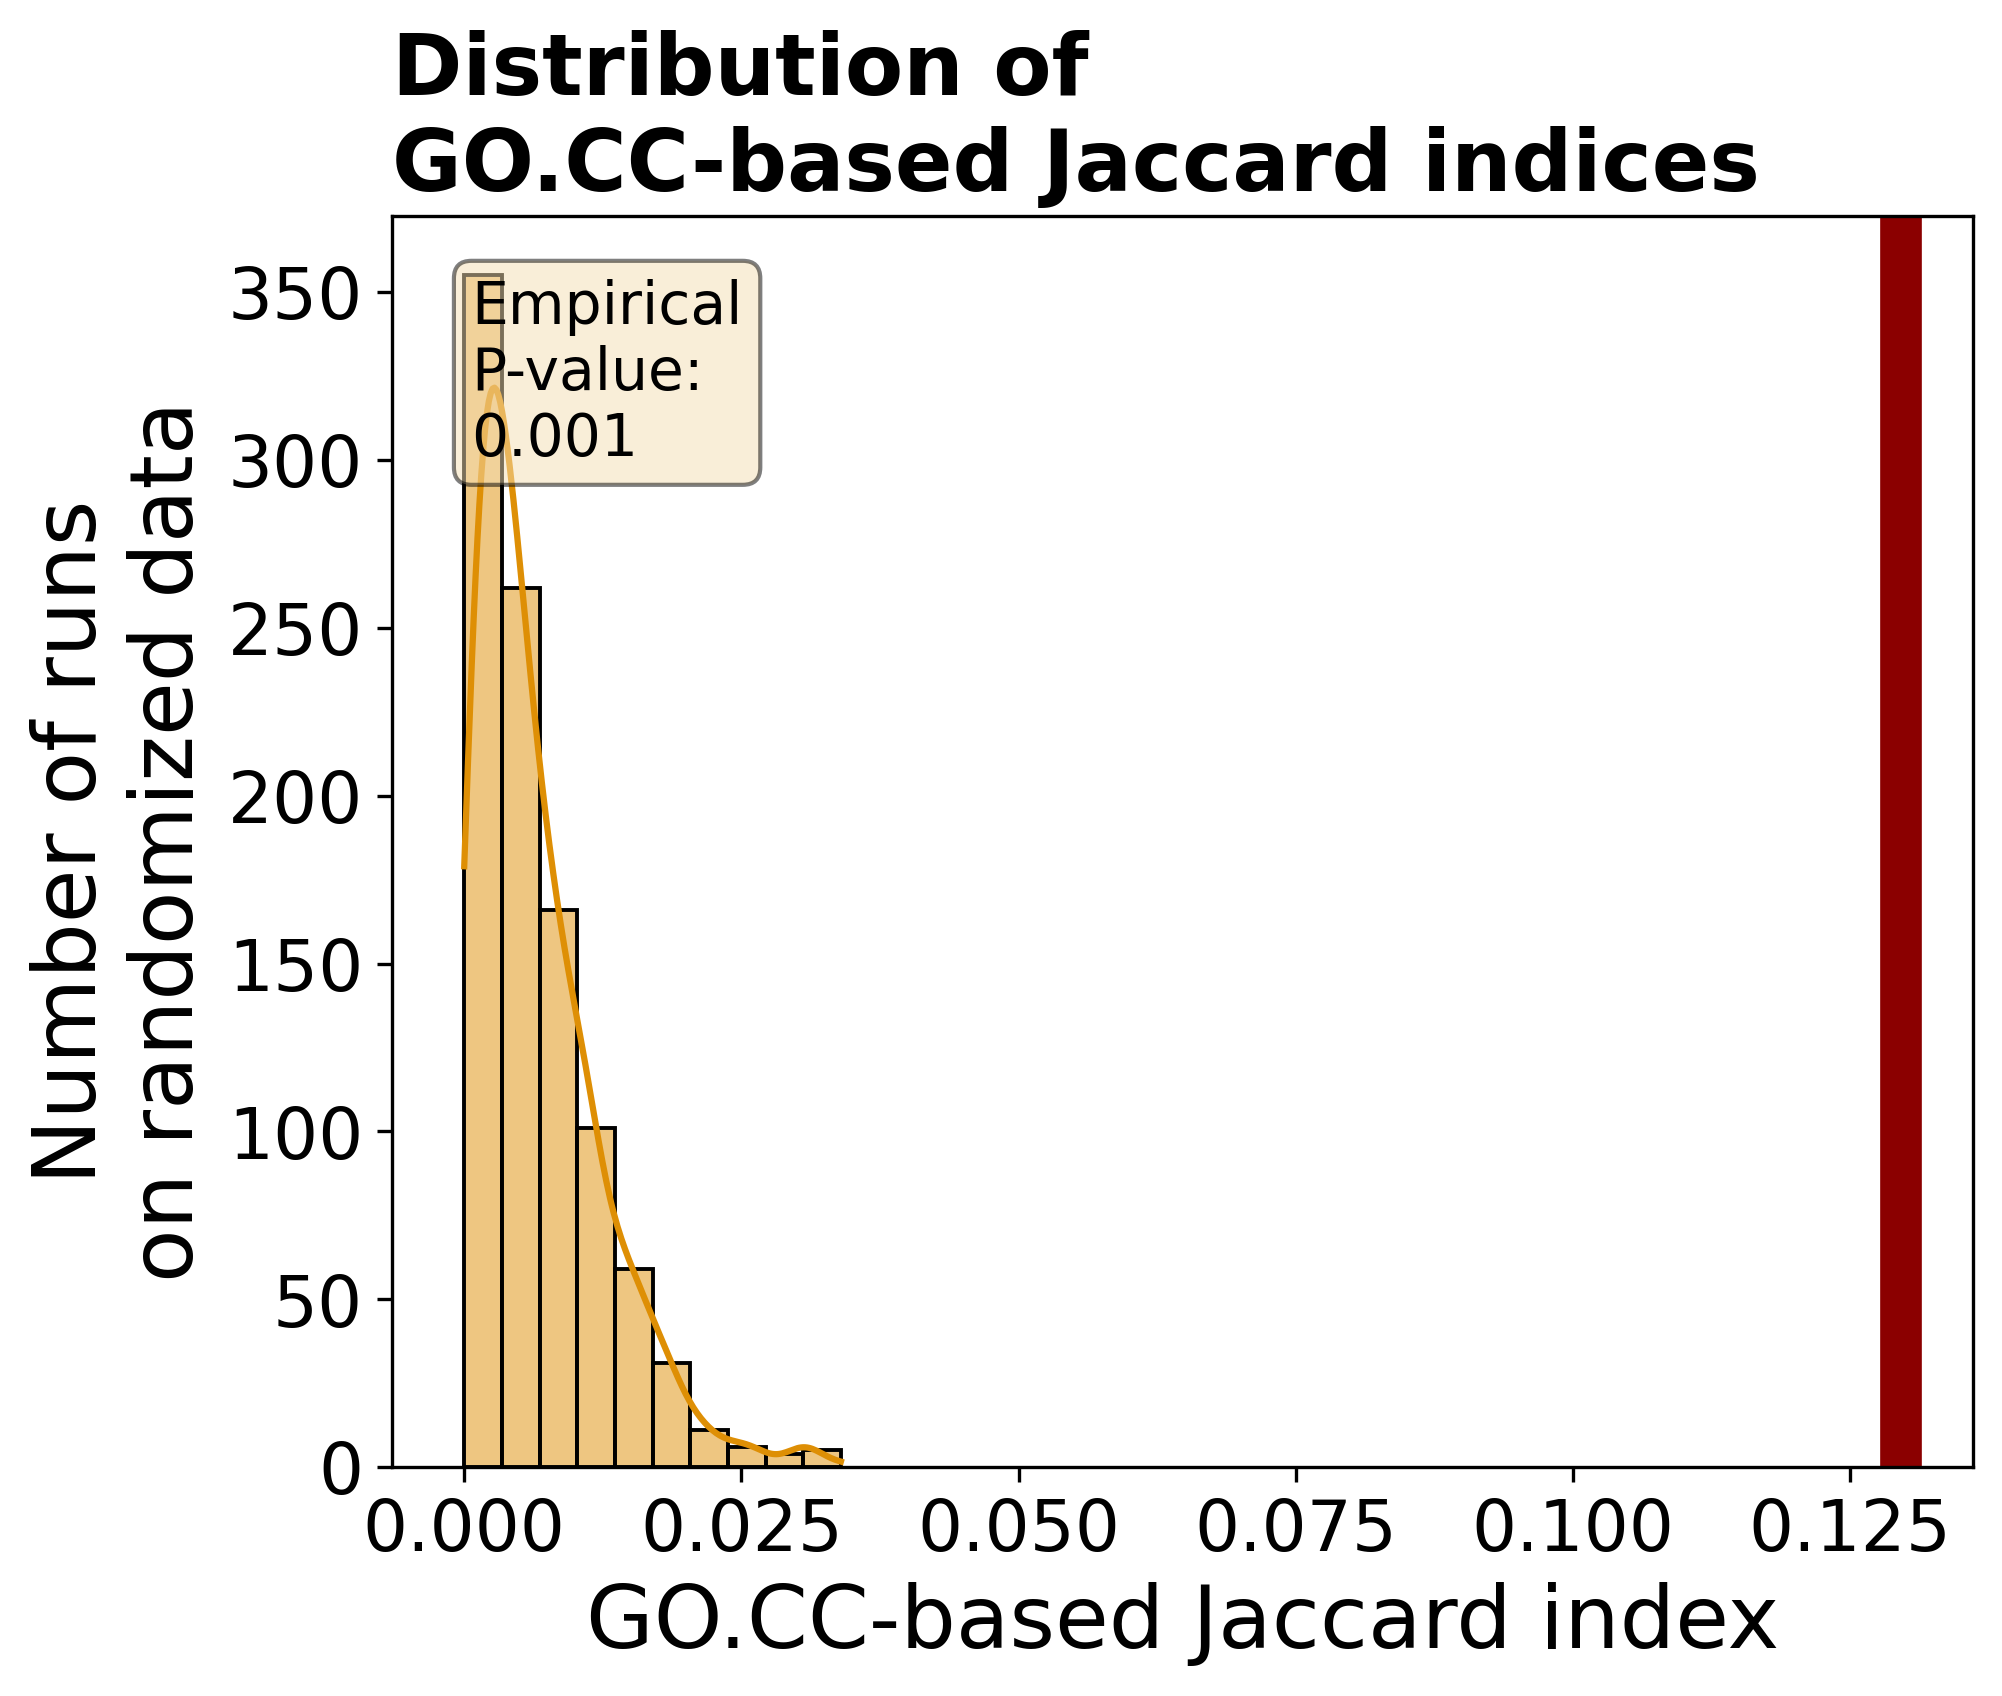 Distribution of
GO.CC-based Jaccard indices
Empirical
P-value:
0.001
Number of runs
on randomized data
350
300
250
200
150
100
50
0
0.000 0.025 0.050 0.075 0.100 0.125
GO.CC-based Jaccard index